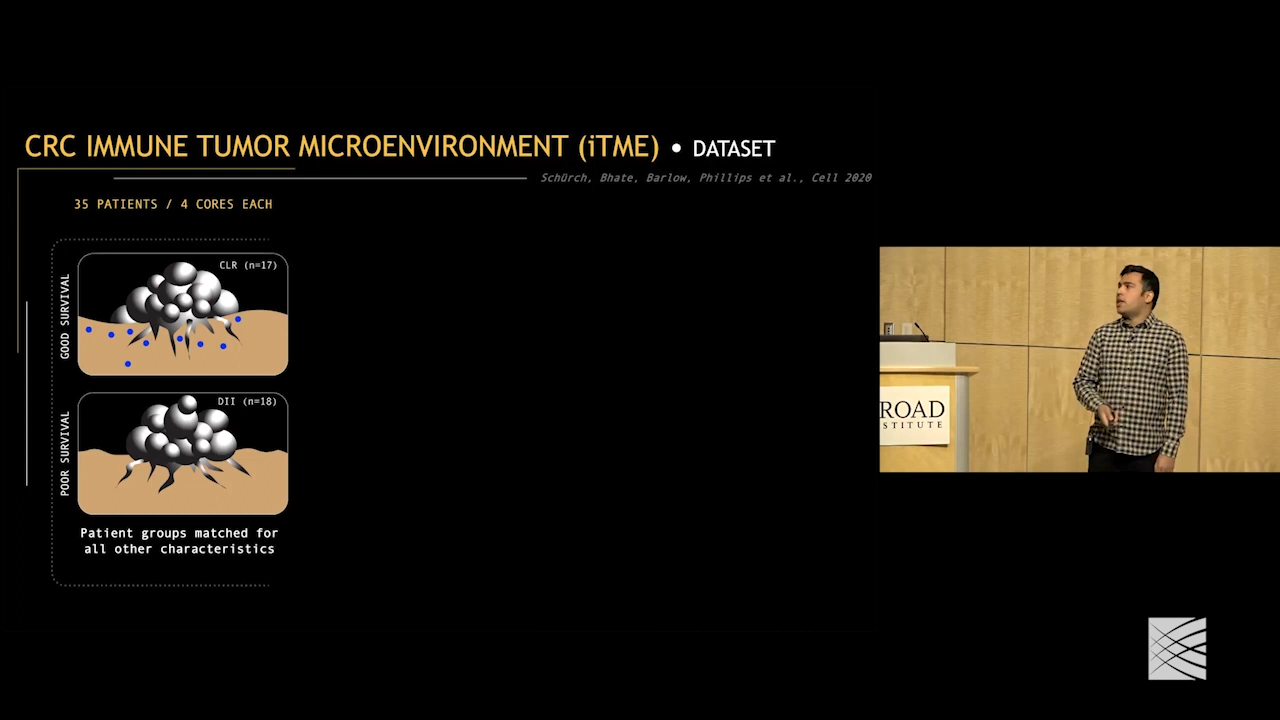 CRC IMMUNE TUMOR MICROENVIRONMENT (iTME) • DATASET
Schürch, Bhate, Barlow, Phillips et al., Cell 2020
35 PATIENTS / 4 CORES EACH
GOOD SURVIVAL
CLR (n=17)
POOR SURVIVAL
DII (n=18)
Patient groups matched for
all other characteristics
ROAD
STITUTE